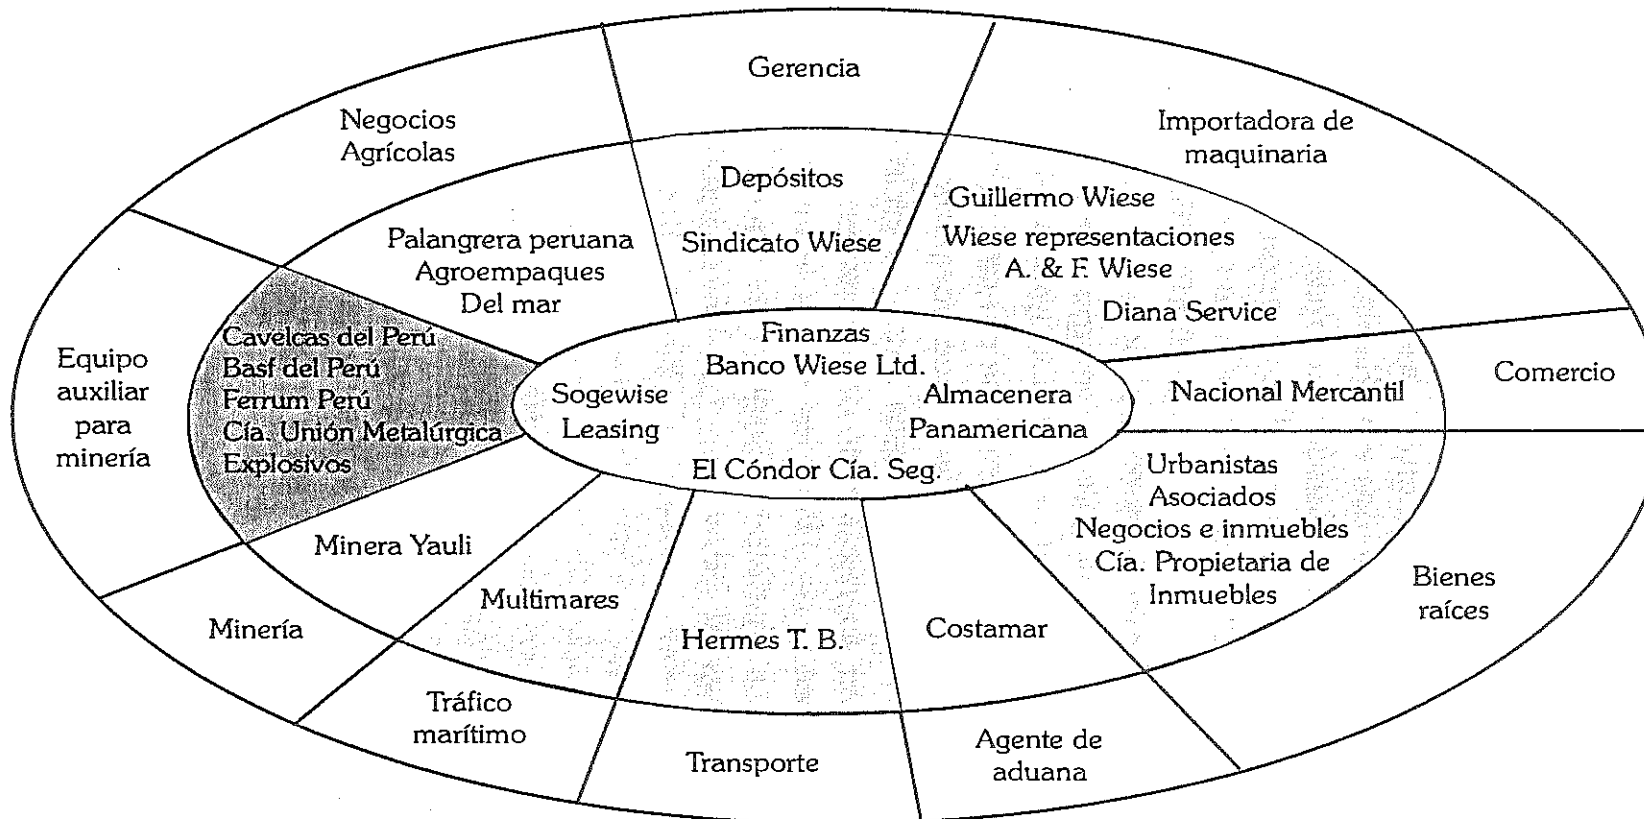 Gerencia
Negocios
Agrícolas
Importadora de
maquinaria
Depósitos
Sindicato Wiese
Guillermo Wiese
Wiese representaciones
A. & F. Wiese
Diana Service
Palangrera peruana
Agroempaques
Del mar
Equipo
auxiliar
para
minería
Cavelcas del Perú
Basf del Perú
Ferrum Perú
Cía. Unión Metalúrgica
Explosivos
Finanzas
Banco Wiese Ltd.
Sogewise
Leasing
Almacenera
Panamericana
El Cóndor Cía. Seg.
Nacional Mercantil
Comercio
Urbanistas
Asociados
Negocios e inmuebles
Cía. Propietaria de
Inmuebles
Bienes
raíces
Minera Yauli
Minería
Multimares
Tráfico
marítimo
Hermes T. B.
Transporte
Costamar
Agente de
aduana